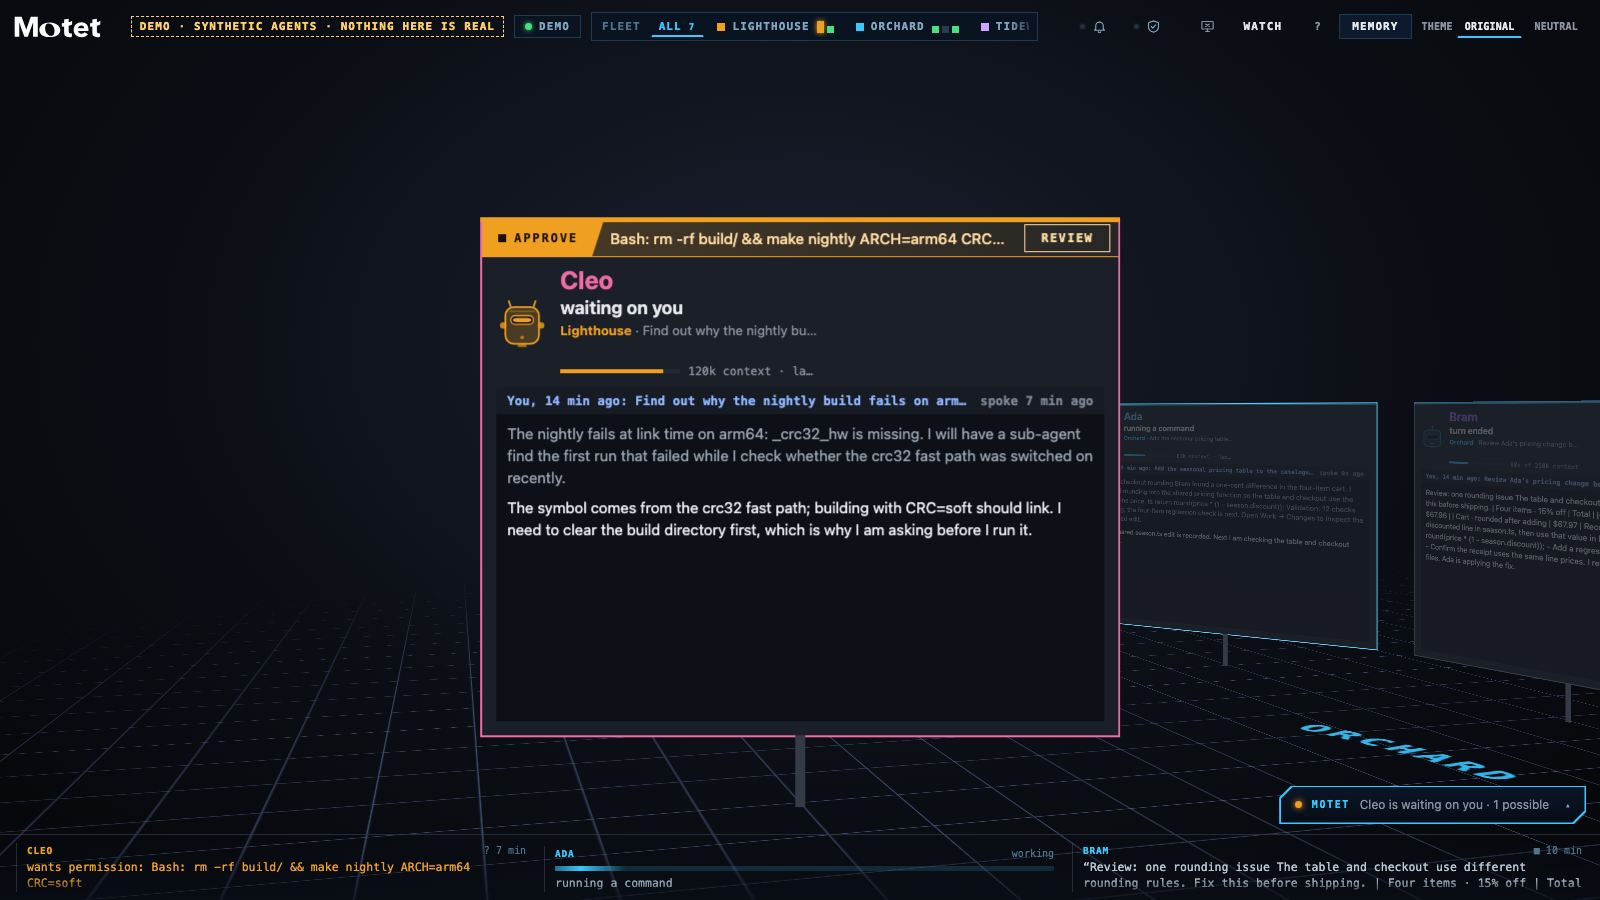 Motet
DEMO · SYNTHETIC AGENTS · NOTHING HERE IS REAL
DEMO
FLEET ALL 7 LIGHTHOUSE ORCHARD
WATCH ? MEMORY THEME ORIGINAL NEUTRAL
APPROVE Bash: rm -rf build/ && make nightly ARCH=arm64 CRC... REVIEW
Cleo
waiting on you
Lighthouse · Find out why the nightly bu...
120k context · la…
You, 14 min ago: Find out why the nightly build fails on arm… spoke 7 min ago
The nightly fails at link time on arm64: _crc32_hw is missing. I will have a sub-agent
find the first run that failed while I check whether the crc32 fast path was switched on
recently.
The symbol comes from the crc32 fast path; building with CRC=soft should link. I
need to clear the build directory first, which is why I am asking before I run it.
Ada
running a command
Bram
turn ended
ORCHARD
MOTET Cleo is waiting on you · 1 possible
CLEO ? 7 min
wants permission: Bash: rm -rf build/ && make nightly ARCH=arm64
CRC=soft
ADA working
running a command
BRAM 10 min
“Review: one rounding issue The table and checkout use different
rounding rules. Fix this before shipping. | Four items · 15% off | Total